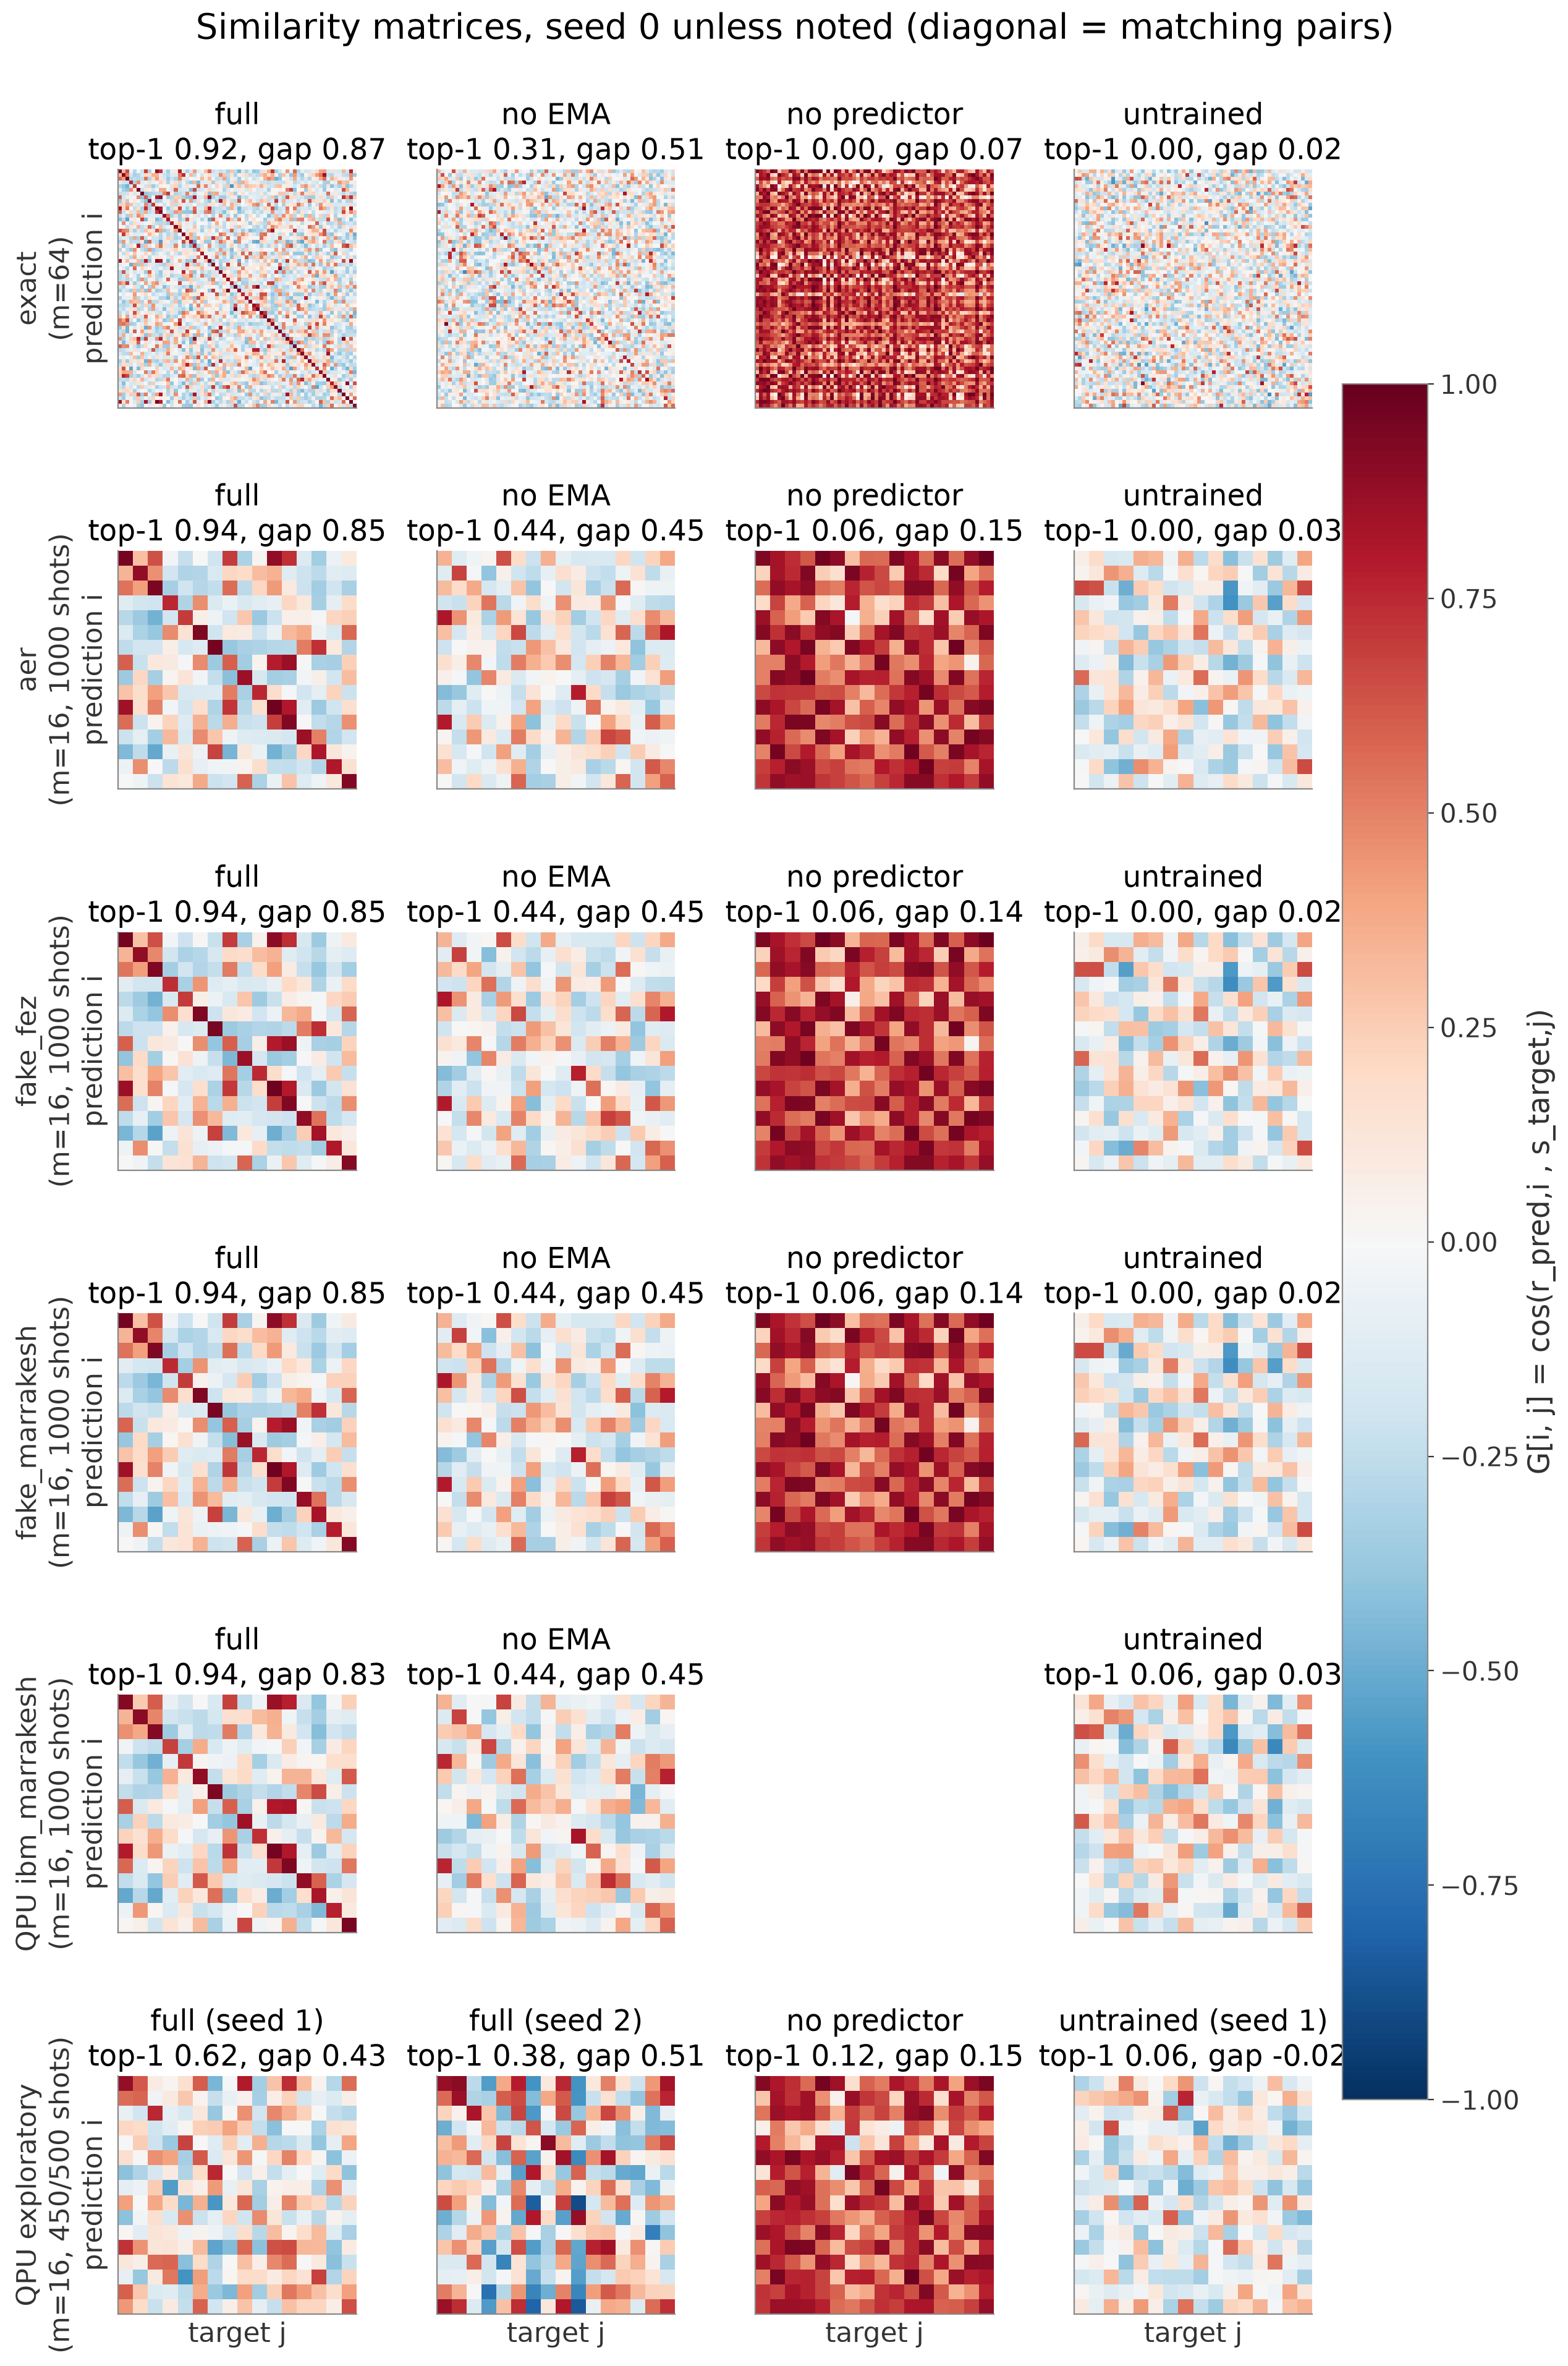 Similarity matrices, seed 0 unless noted (diagonal = matching pairs)
full
top-1 0.92, gap 0.87
no EMA
top-1 0.31, gap 0.51
no predictor
top-1 0.00, gap 0.07
untrained
top-1 0.00, gap 0.02
exact
(m=64)
prediction i
full
top-1 0.94, gap 0.85
no EMA
top-1 0.44, gap 0.45
no predictor
top-1 0.06, gap 0.15
untrained
top-1 0.00, gap 0.03
aer
(m=16, 1000 shots)
prediction i
full
top-1 0.94, gap 0.85
no EMA
top-1 0.44, gap 0.45
no predictor
top-1 0.06, gap 0.14
untrained
top-1 0.00, gap 0.02
fake_fez
(m=16, 1000 shots)
prediction i
full
top-1 0.94, gap 0.85
no EMA
top-1 0.44, gap 0.45
no predictor
top-1 0.06, gap 0.14
untrained
top-1 0.00, gap 0.02
fake_marrakesh
(m=16, 1000 shots)
prediction i
full
top-1 0.94, gap 0.83
no EMA
top-1 0.44, gap 0.45
untrained
top-1 0.06, gap 0.03
QPU ibm_marrakesh
(m=16, 1000 shots)
prediction i
full (seed 1)
top-1 0.62, gap 0.43
full (seed 2)
top-1 0.38, gap 0.51
no predictor
top-1 0.12, gap 0.15
untrained (seed 1)
top-1 0.06, gap -0.02
QPU exploratory
(m=16, 450/500 shots)
prediction i
target j
target j
target j
target j
1.00
0.75
0.50
0.25
0.00
−0.25
−0.50
−0.75
−1.00
G[i, j] = cos(r_pred,i , s_target,j)